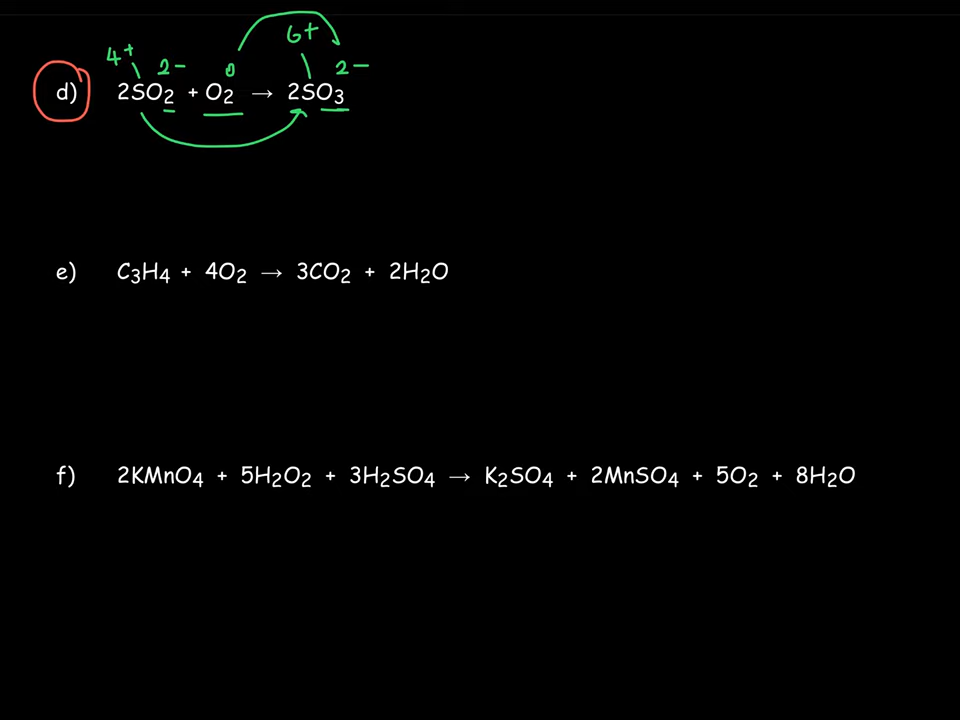 4+ 2- 0 6+ 2-
d) 2SO₂ + O₂ → 2SO₃
e) C₃H₄ + 4O₂ → 3CO₂ + 2H₂O
f) 2KMnO₄ + 5H₂O₂ + 3H₂SO₄ → K₂SO₄ + 2MnSO₄ + 5O₂ + 8H₂O